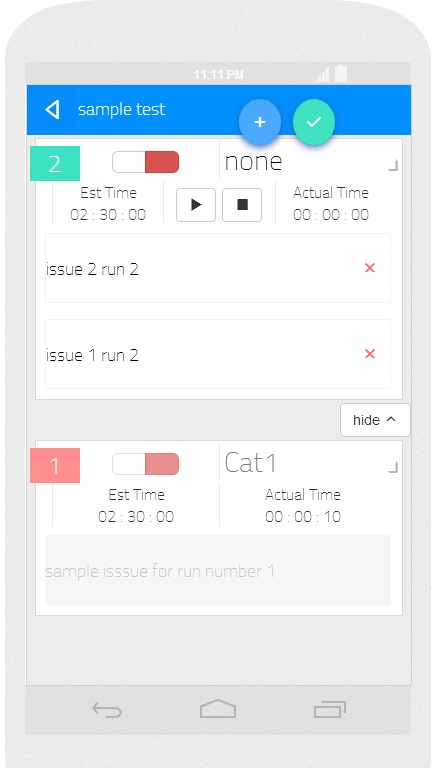 11:11 PM
sample test
2
none
Est Time
02 : 30 : 00
Actual Time
00 : 00 : 00
issue 2 run 2
issue 1 run 2
hide
1
Cat1
Est Time
02 : 30 : 00
Actual Time
00 : 00 : 10
sample isssue for run number 1